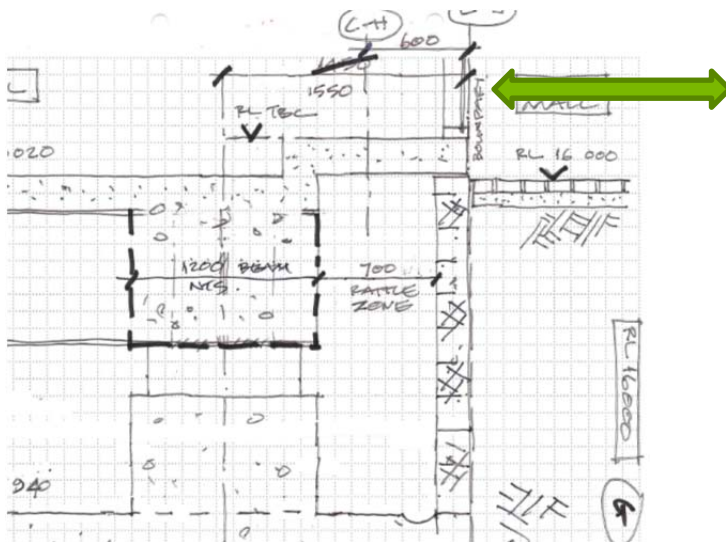 C-H
600
1550
RL TBC
BOUNDARY
MALL
RL 16 000
020
1200 BEAM
NTS
700
RATTLE
ZONE
RL 16000
940